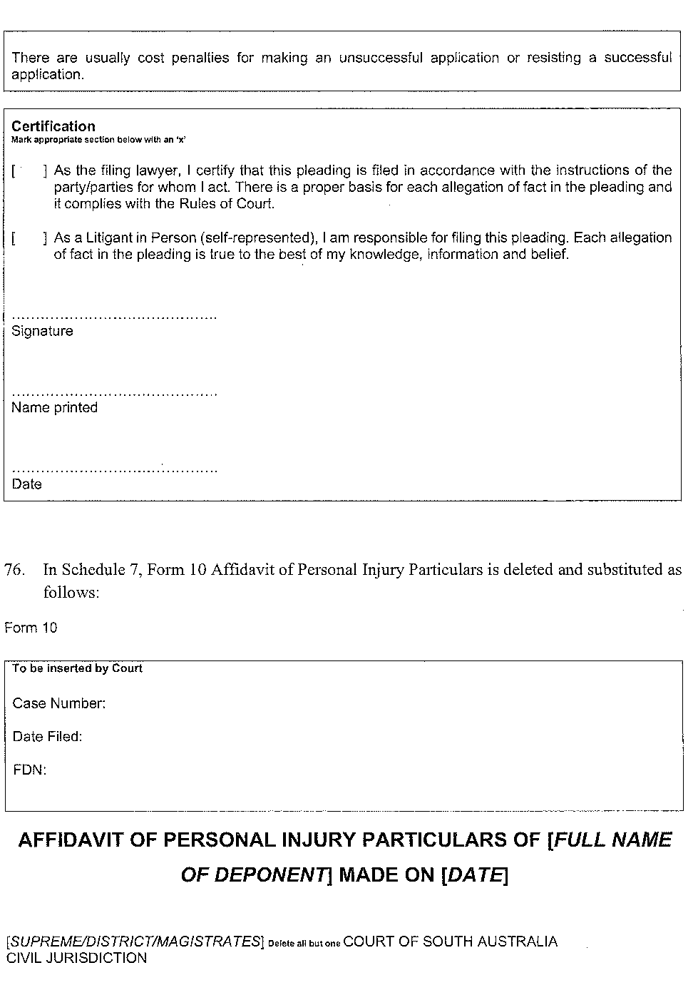 There are usually cost penalties for making an unsuccessful application or resisting a successful
application.
Certification
Mark appropriate section below with an 'x'
[ ] As the filing lawyer, I certify that this pleading is filed in accordance with the instructions of the
party/parties for whom I act. There is a proper basis for each allegation of fact in the pleading and
it complies with the Rules of Court.
[ ] As a Litigant in Person (self-represented), I am responsible for filing this pleading. Each allegation
of fact in the pleading is true to the best of my knowledge, information and belief.
...........................................
Signature
...........................................
Name printed
...........................................
Date
76. In Schedule 7, Form 10 Affidavit of Personal Injury Particulars is deleted and substituted as
follows:
Form 10
To be inserted by Court
Case Number:
Date Filed:
FDN:
AFFIDAVIT OF PERSONAL INJURY PARTICULARS OF [FULL NAME
OF DEPONENT] MADE ON [DATE]
[SUPREME/DISTRICT/MAGISTRATES] Delete all but one COURT OF SOUTH AUSTRALIA
CIVIL JURISDICTION